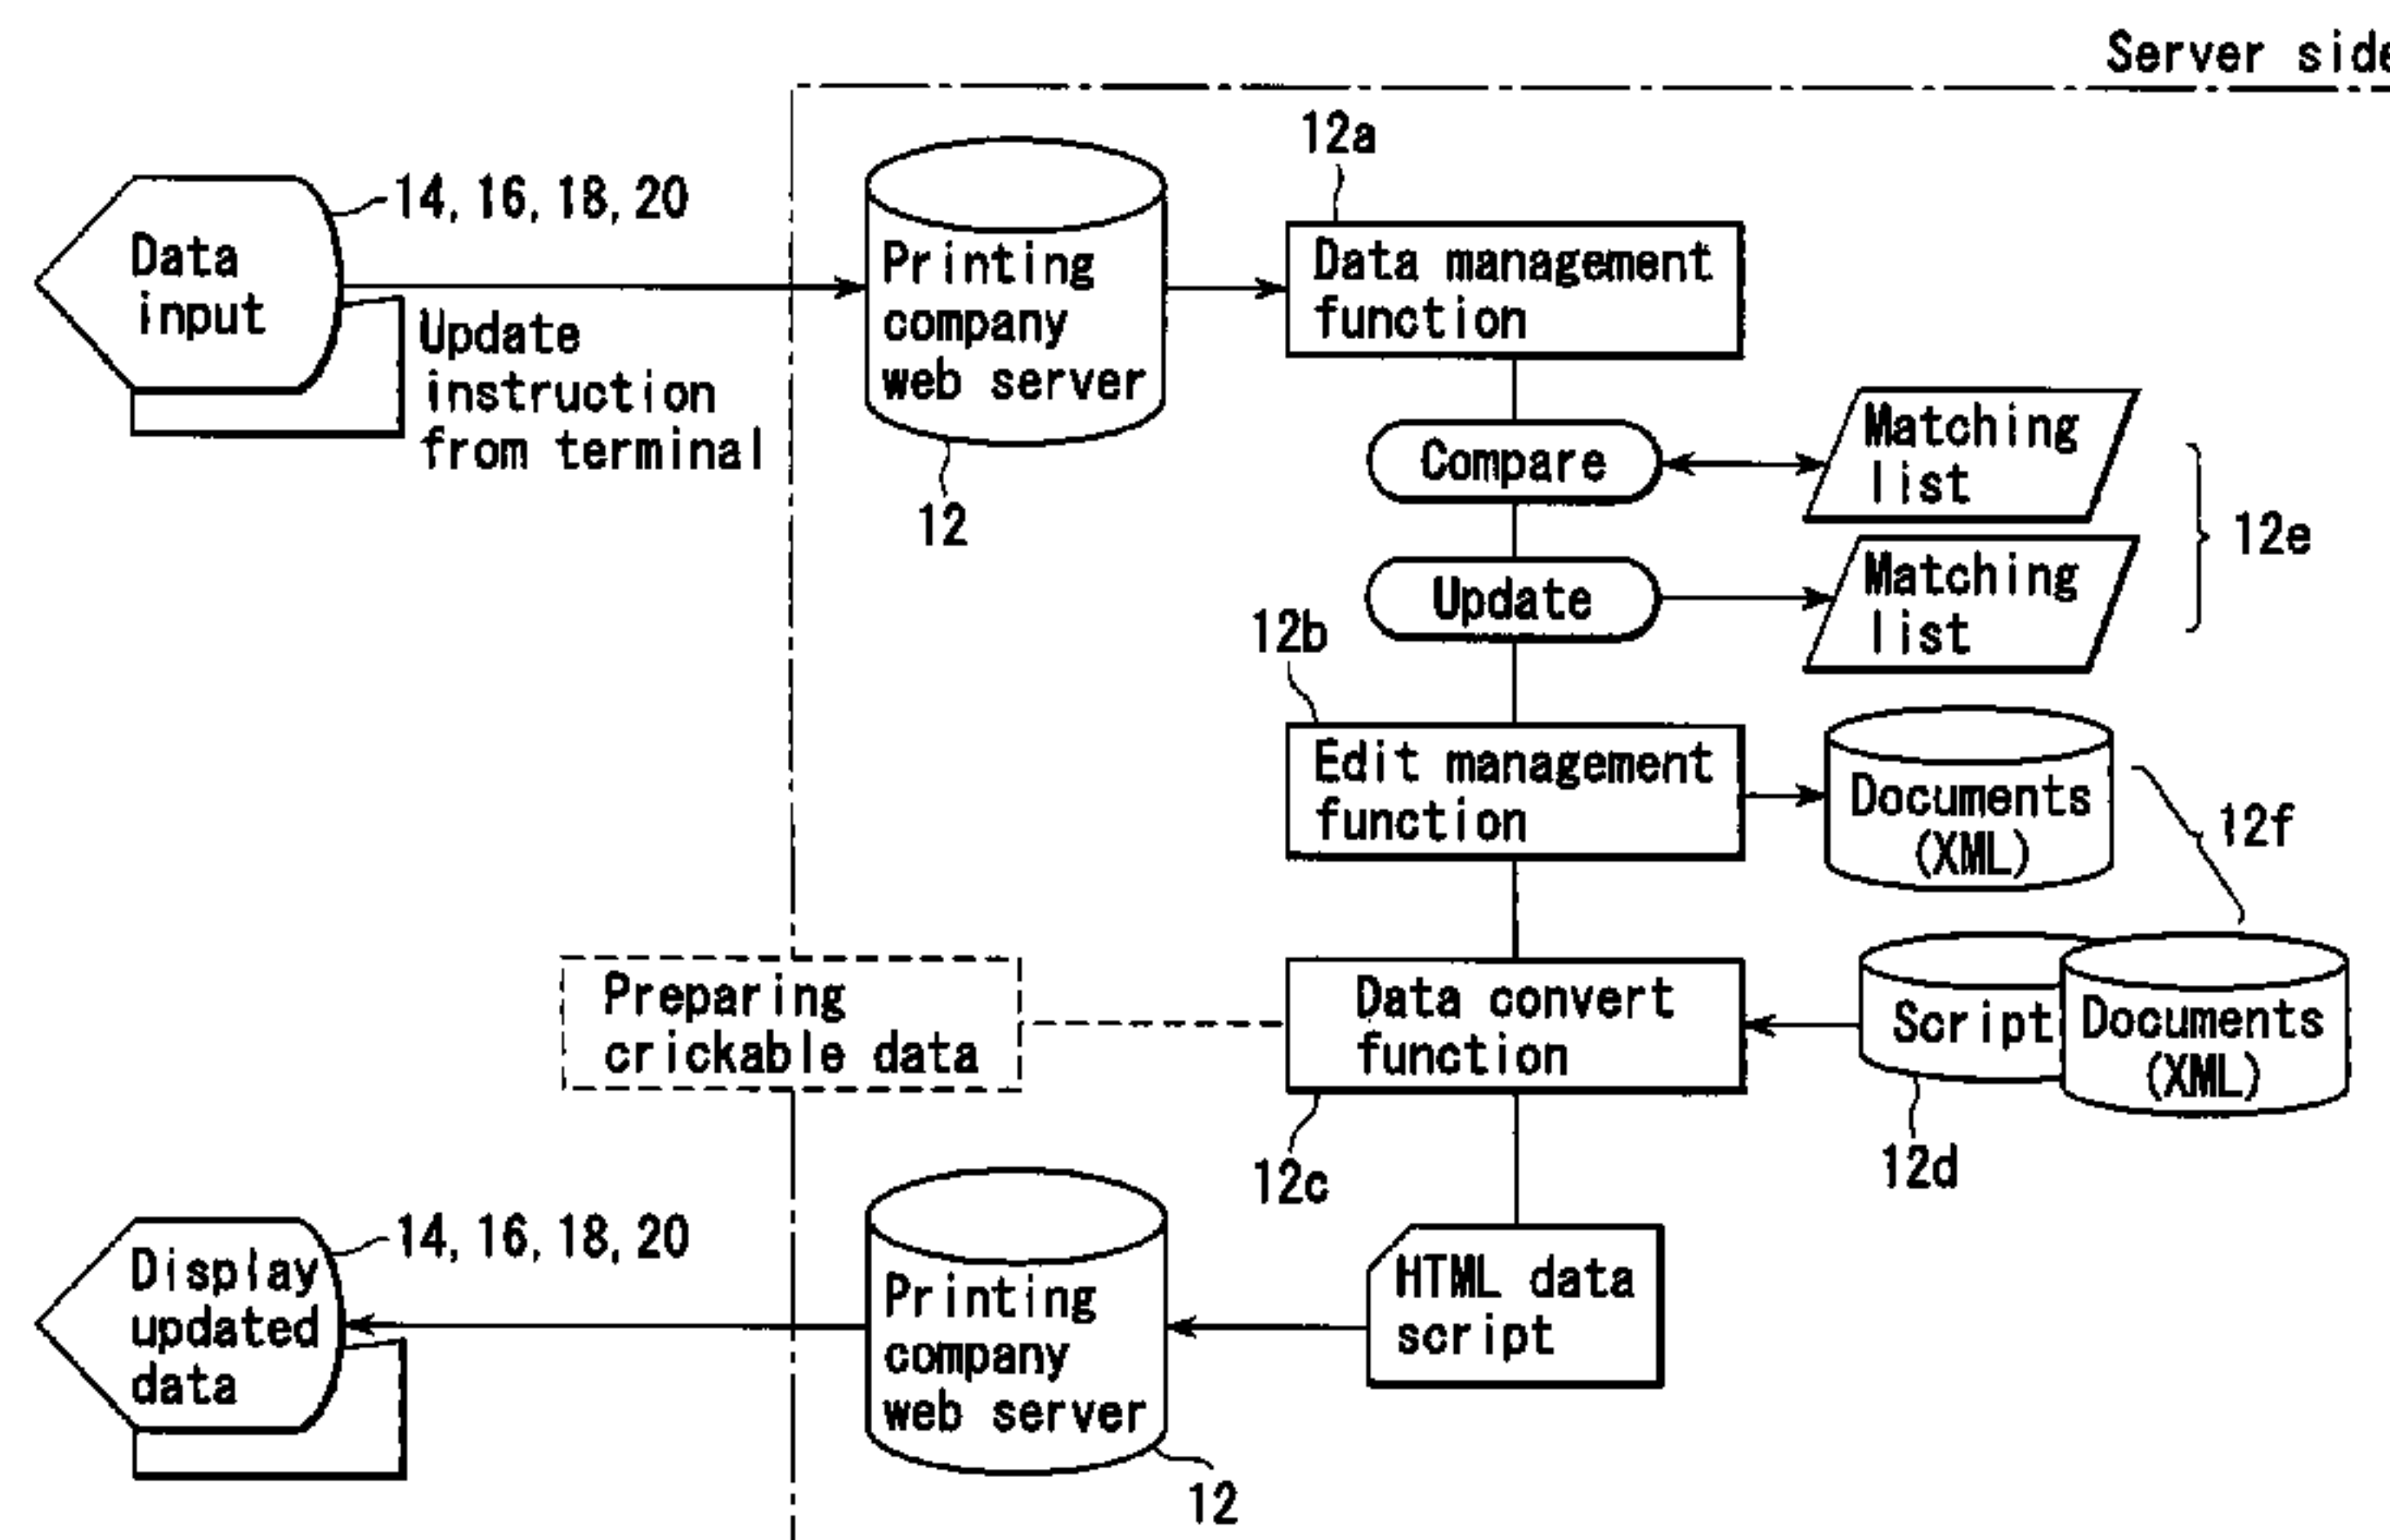 Server side
12a
14, 16, 18, 20
Data
input
Printing
company
web server
Data management
function
Update
instruction
from terminal
12
Compare
Matching
list
12e
Update
Matching
list
12b
Edit management
function
Documents
(XML)
12f
Preparing
crickable data
Data convert
function
Script
Documents
(XML)
12c
12d
14, 16, 18, 20
Display
updated
data
Printing
company
web server
HTML data
script
12